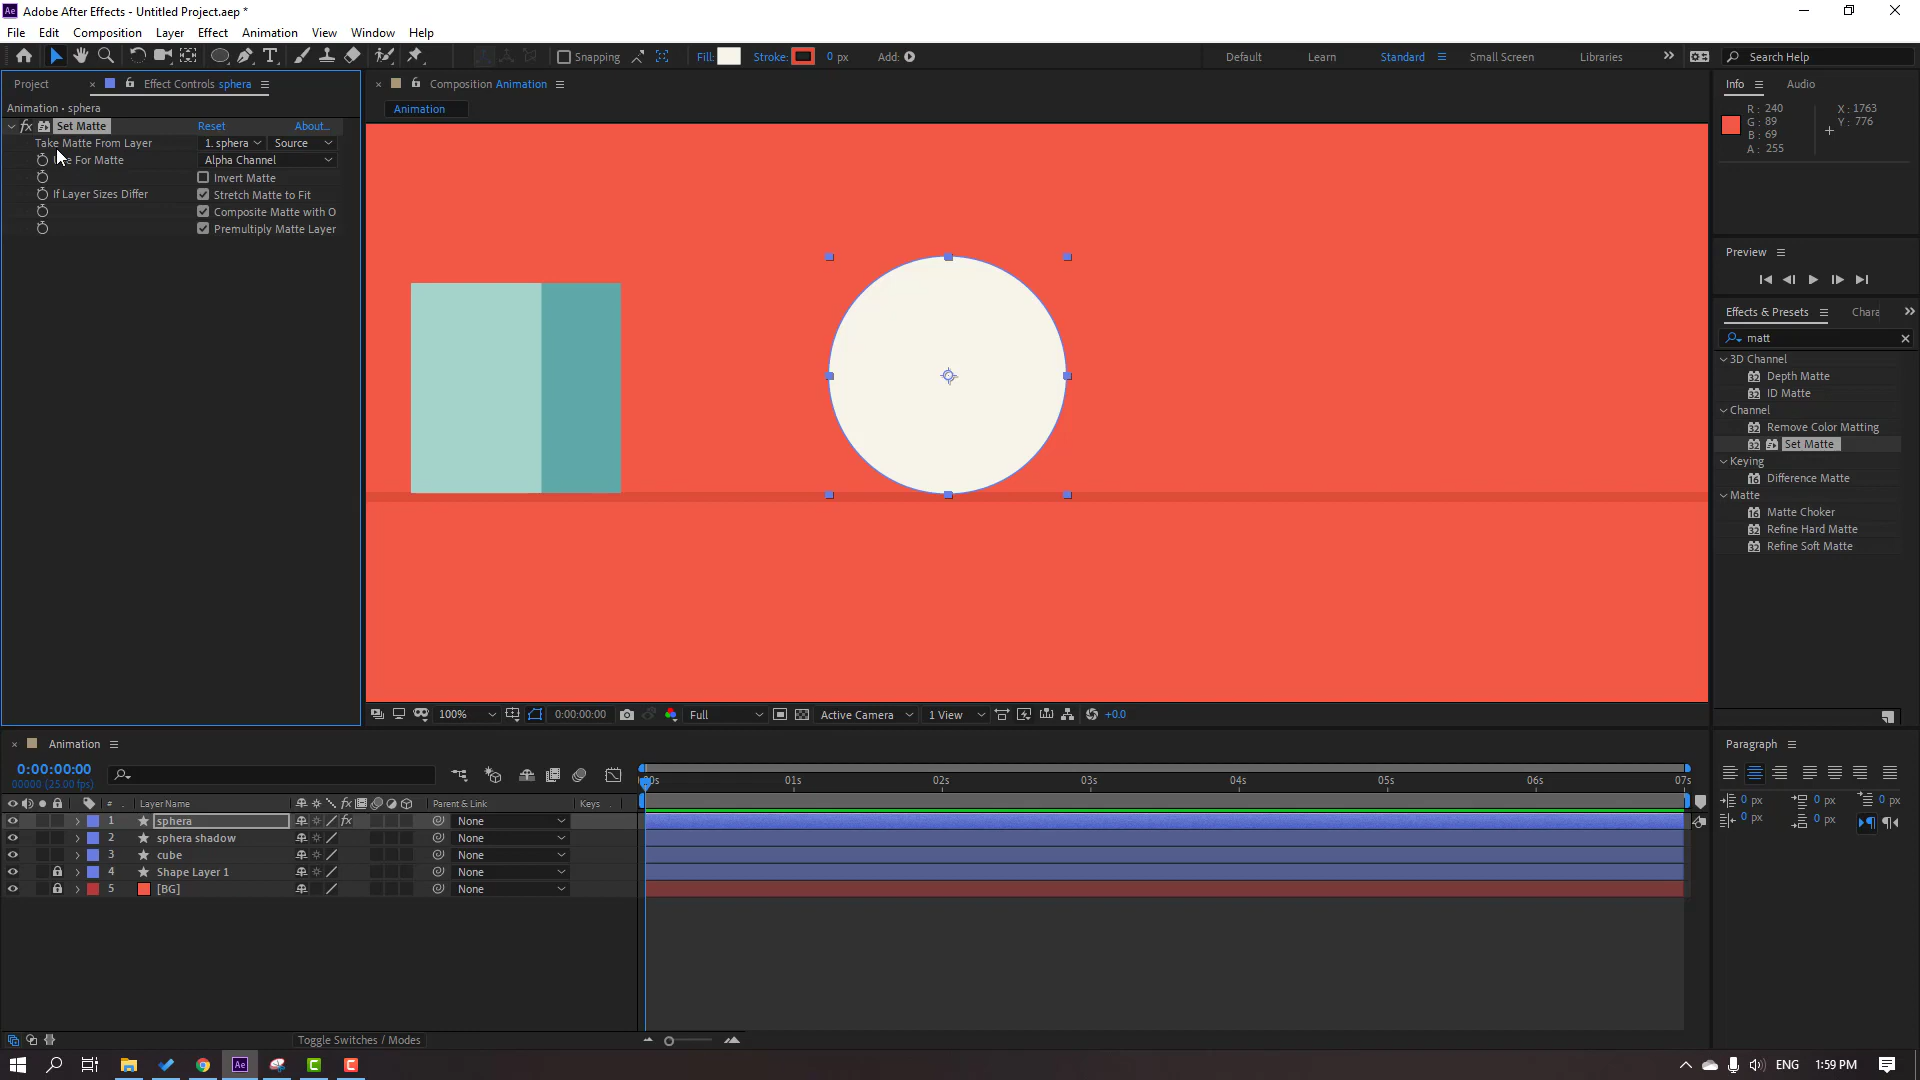 Adobe After Effects - Untitled Project.aep *
File Edit Composition Layer Effect Animation View Window Help
Snapping Fill: Stroke: 0 px Add: Default Learn Standard Small Screen Libraries Search Help
Project Effect Controls sphera
Animation • sphera
Set Matte Reset About...
Take Matte From Layer 1. sphera Source
Use For Matte Alpha Channel
Invert Matte
If Layer Sizes Differ Stretch Matte to Fit
Composite Matte with O
Premultiply Matte Layer
Composition Animation
Animation
100% 0:00:00:00 Full Active Camera 1 View +0.0
Info Audio
R: 240
G: 89
B: 69
A: 255
X: 1763
Y: 776
Preview
Effects & Presets Chara
matt
3D Channel
Depth Matte
ID Matte
Channel
Remove Color Matting
Set Matte
Keying
Difference Matte
Matte
Matte Choker
Refine Hard Matte
Refine Soft Matte
Animation
0:00:00:00
00000 (25.00 fps)
# Layer Name Parent & Link Keys
1 sphera None
2 sphera shadow None
3 cube None
4 Shape Layer 1 None
5 [BG] None
00s 01s 02s 03s 04s 05s 06s 07s
Toggle Switches / Modes
Paragraph
0 px 0 px 0 px
0 px 0 px
ENG 1:59 PM